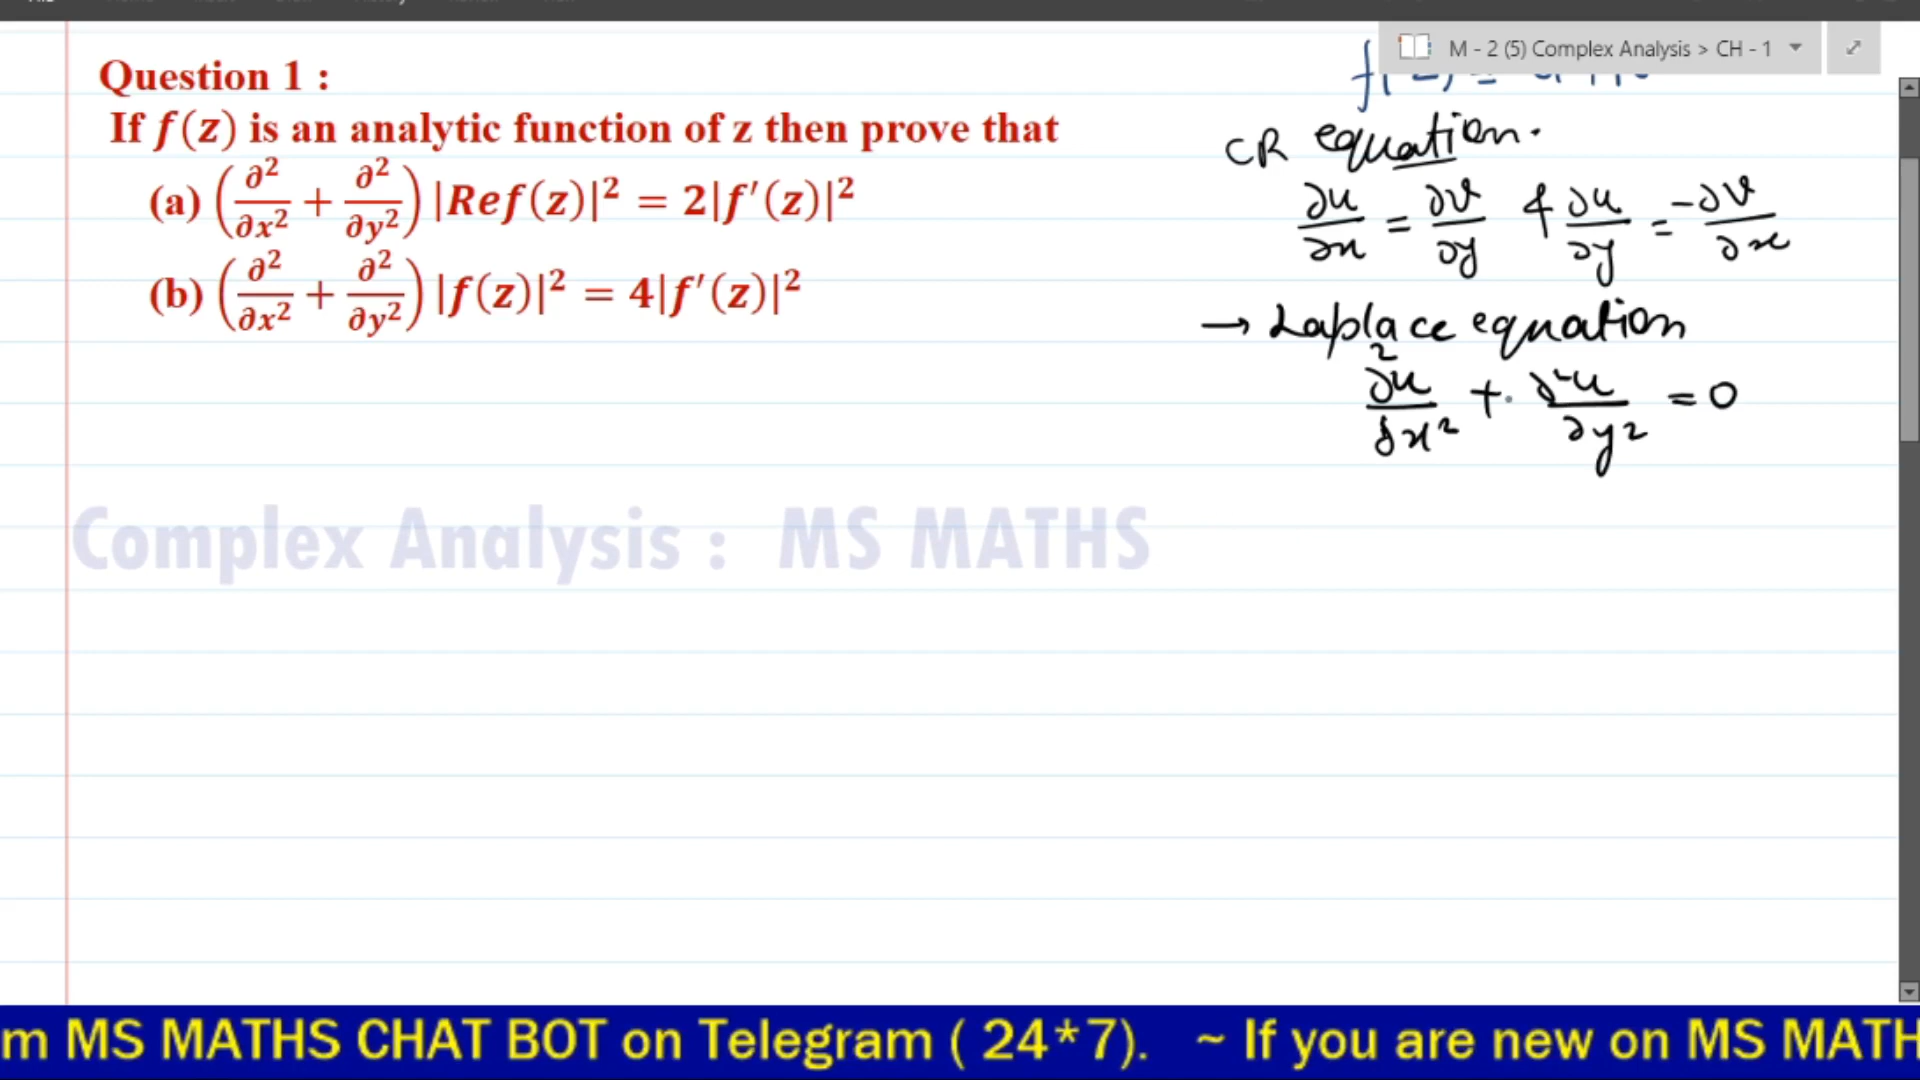 M - 2 (5) Complex Analysis > CH - 1
Question 1 :
If f(z) is an analytic function of z then prove that
(a) (∂²/∂x² + ∂²/∂y²) |Ref(z)|² = 2|f′(z)|²
(b) (∂²/∂x² + ∂²/∂y²) |f(z)|² = 4|f′(z)|²
CR equation.
∂u/∂x = ∂v/∂y & ∂u/∂y = -∂v/∂x
→ Laplace equation
∂²u/∂x² + ∂²u/∂y² = 0
Complex Analysis : MS MATHS
m MS MATHS CHAT BOT on Telegram ( 24*7). ~ If you are new on MS MATH